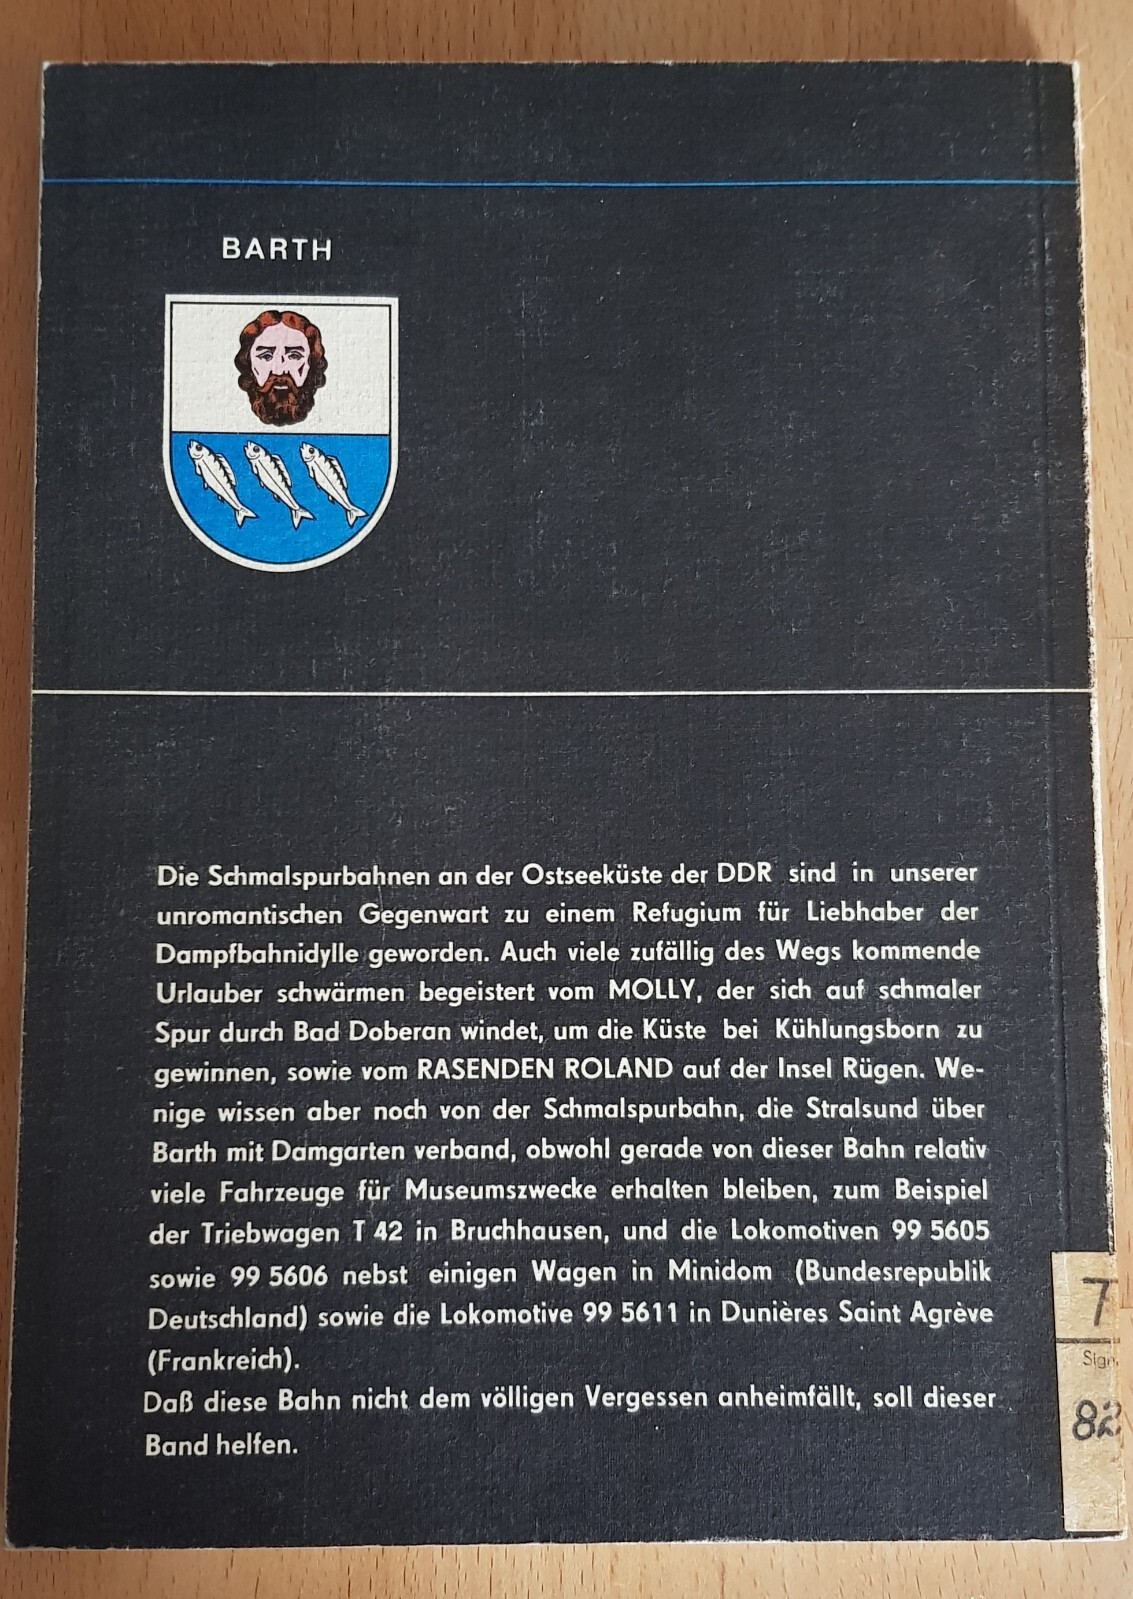 BARTH
Die Schmalspurbahnen an der Ostseeküste der DDR sind in unserer
unromantischen Gegenwart zu einem Refugium für Liebhaber der
Dampfbahnidylle geworden. Auch viele zufällig des Wegs kommende
Urlauber schwärmen begeistert vom MOLLY, der sich auf schmaler
Spur durch Bad Doberan windet, um die Küste bei Kühlungsborn zu
gewinnen, sowie vom RASENDEN ROLAND auf der Insel Rügen. We-
nige wissen aber noch von der Schmalspurbahn, die Stralsund über
Barth mit Damgarten verband, obwohl gerade von dieser Bahn relativ
viele Fahrzeuge für Museumszwecke erhalten bleiben, zum Beispiel
der Triebwagen T 42 in Bruchhausen, und die Lokomotiven 99 5605
sowie 99 5606 nebst einigen Wagen in Minidom (Bundesrepublik
Deutschland) sowie die Lokomotive 99 5611 in Dunières Saint Agrève
(Frankreich).
Daß diese Bahn nicht dem völligen Vergessen anheimfällt, soll dieser
Band helfen.
7
Sign.
82